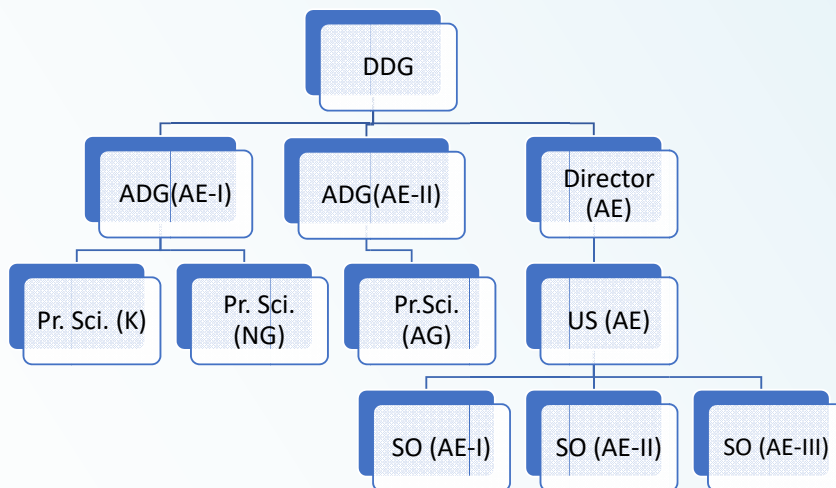 DDG
ADG(AE-I)
ADG(AE-II)
Director
(AE)
Pr. Sci. (K)
Pr. Sci.
(NG)
Pr.Sci.
(AG)
US (AE)
SO (AE-I)
SO (AE-II)
SO (AE-III)